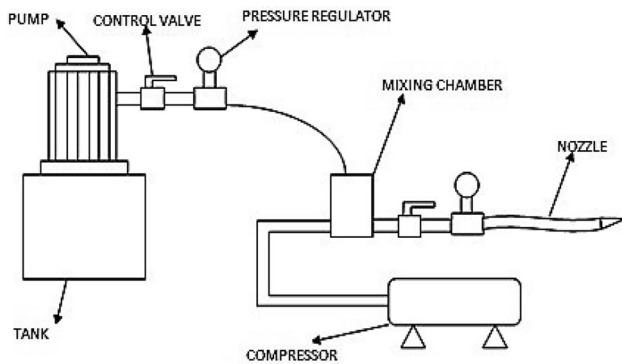 PUMP
CONTROL VALVE
PRESSURE REGULATOR
MIXING CHAMBER
NOZZLE
TANK
COMPRESSOR